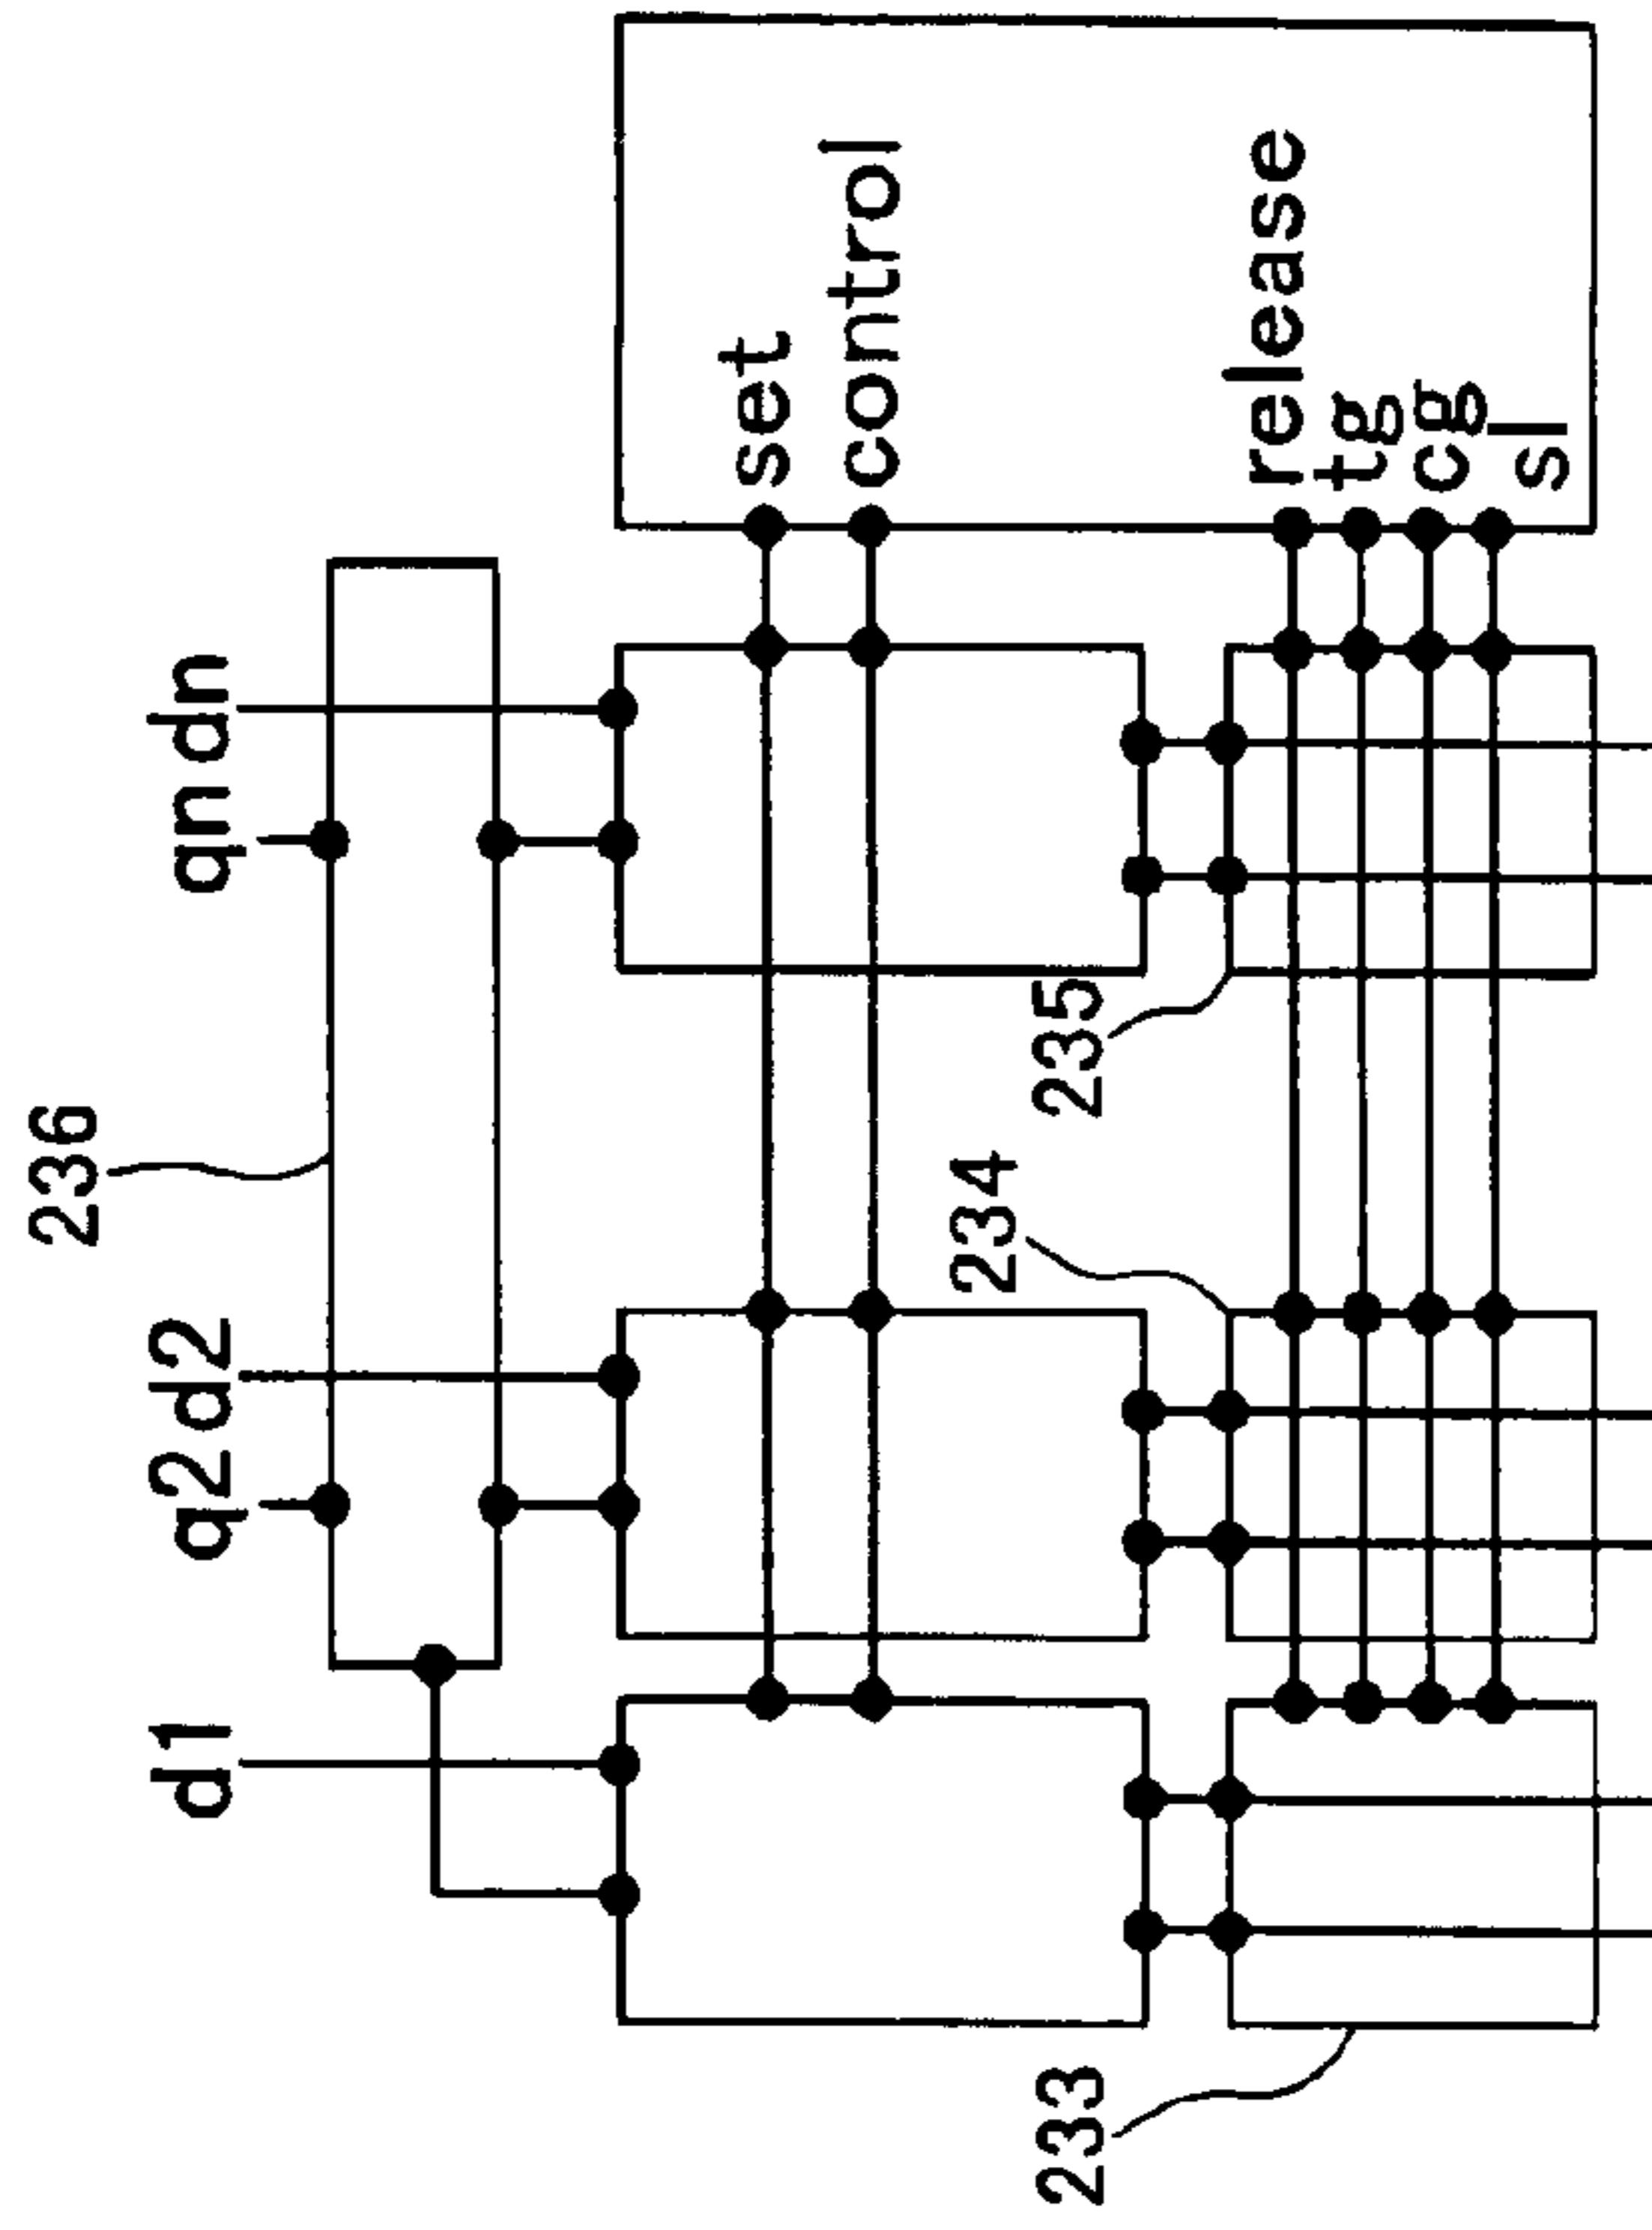 236
qn dn
q2 d2
d1
set
control
release
tg
cg
sl
235
234
233